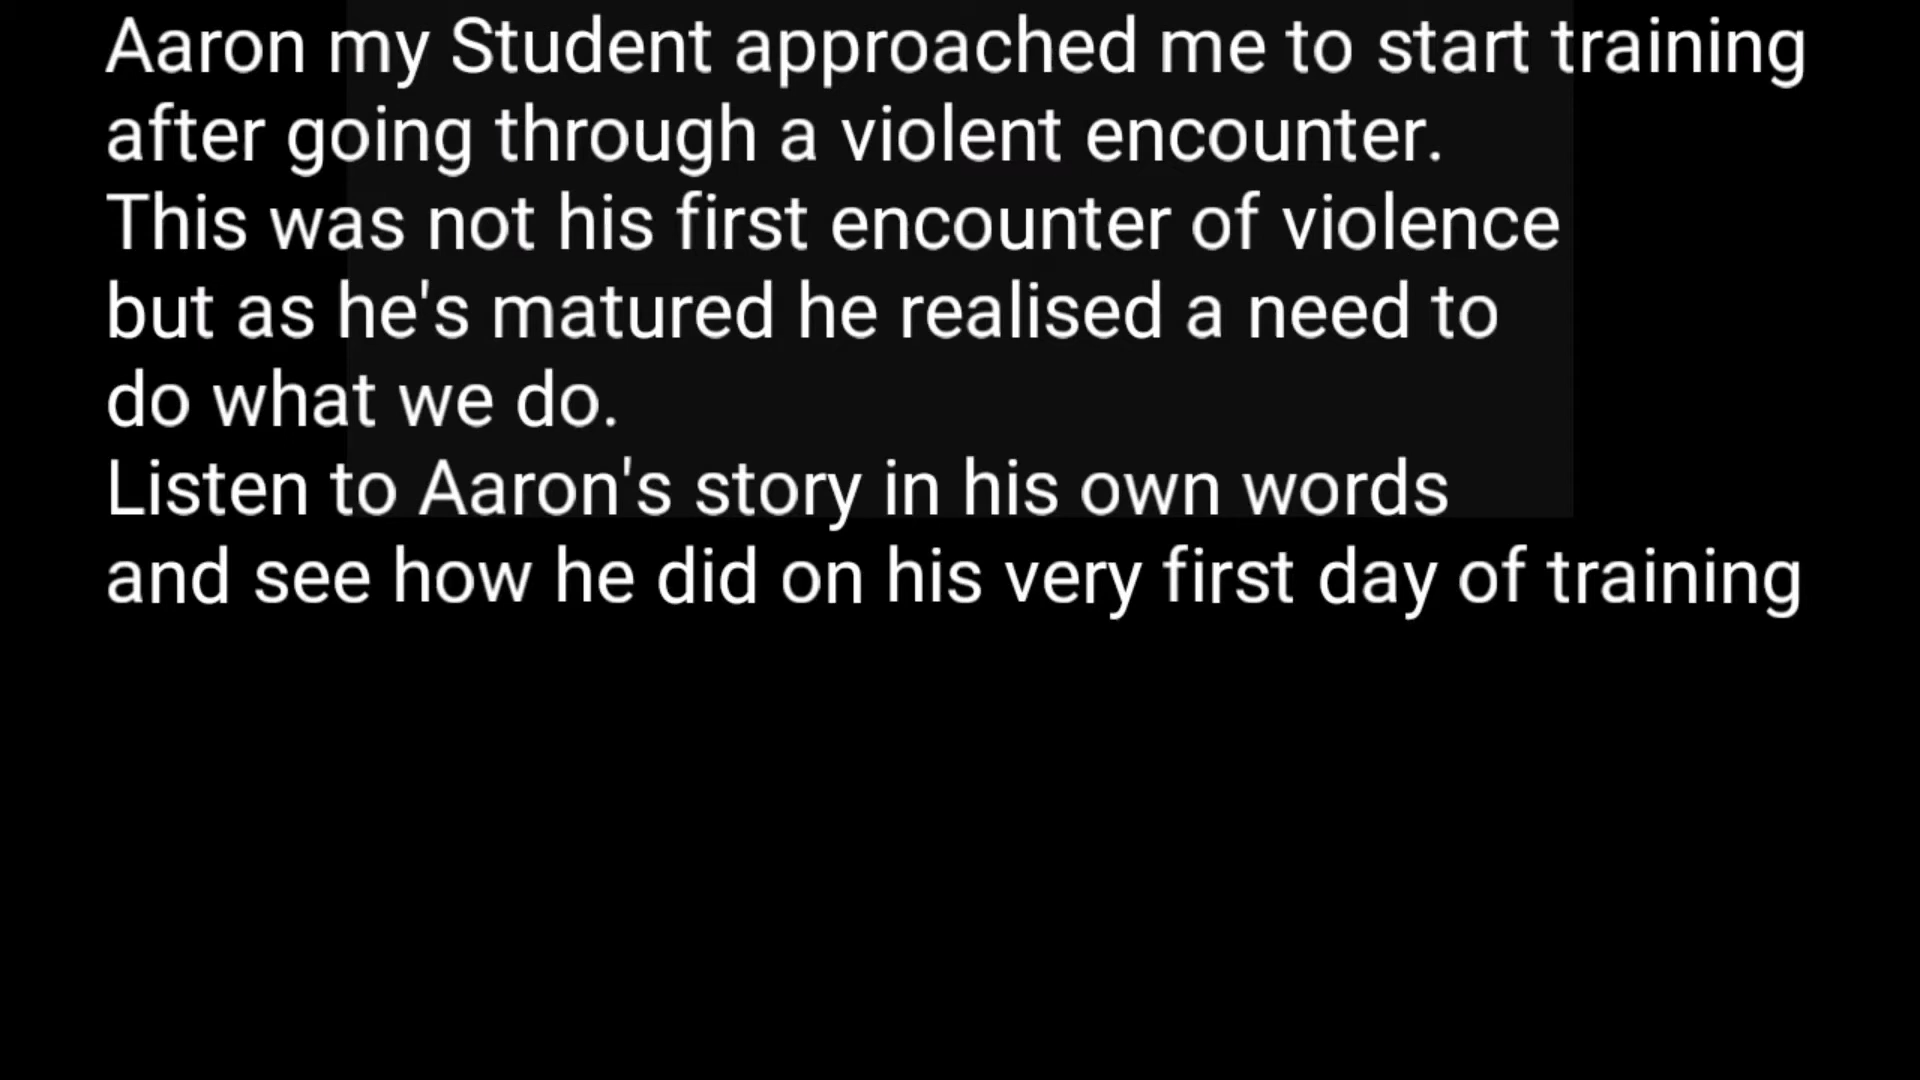 Aaron my Student approached me to start training
after going through a violent encounter.
This was not his first encounter of violence
but as he's matured he realised a need to
do what we do.
Listen to Aaron's story in his own words
and see how he did on his very first day of training